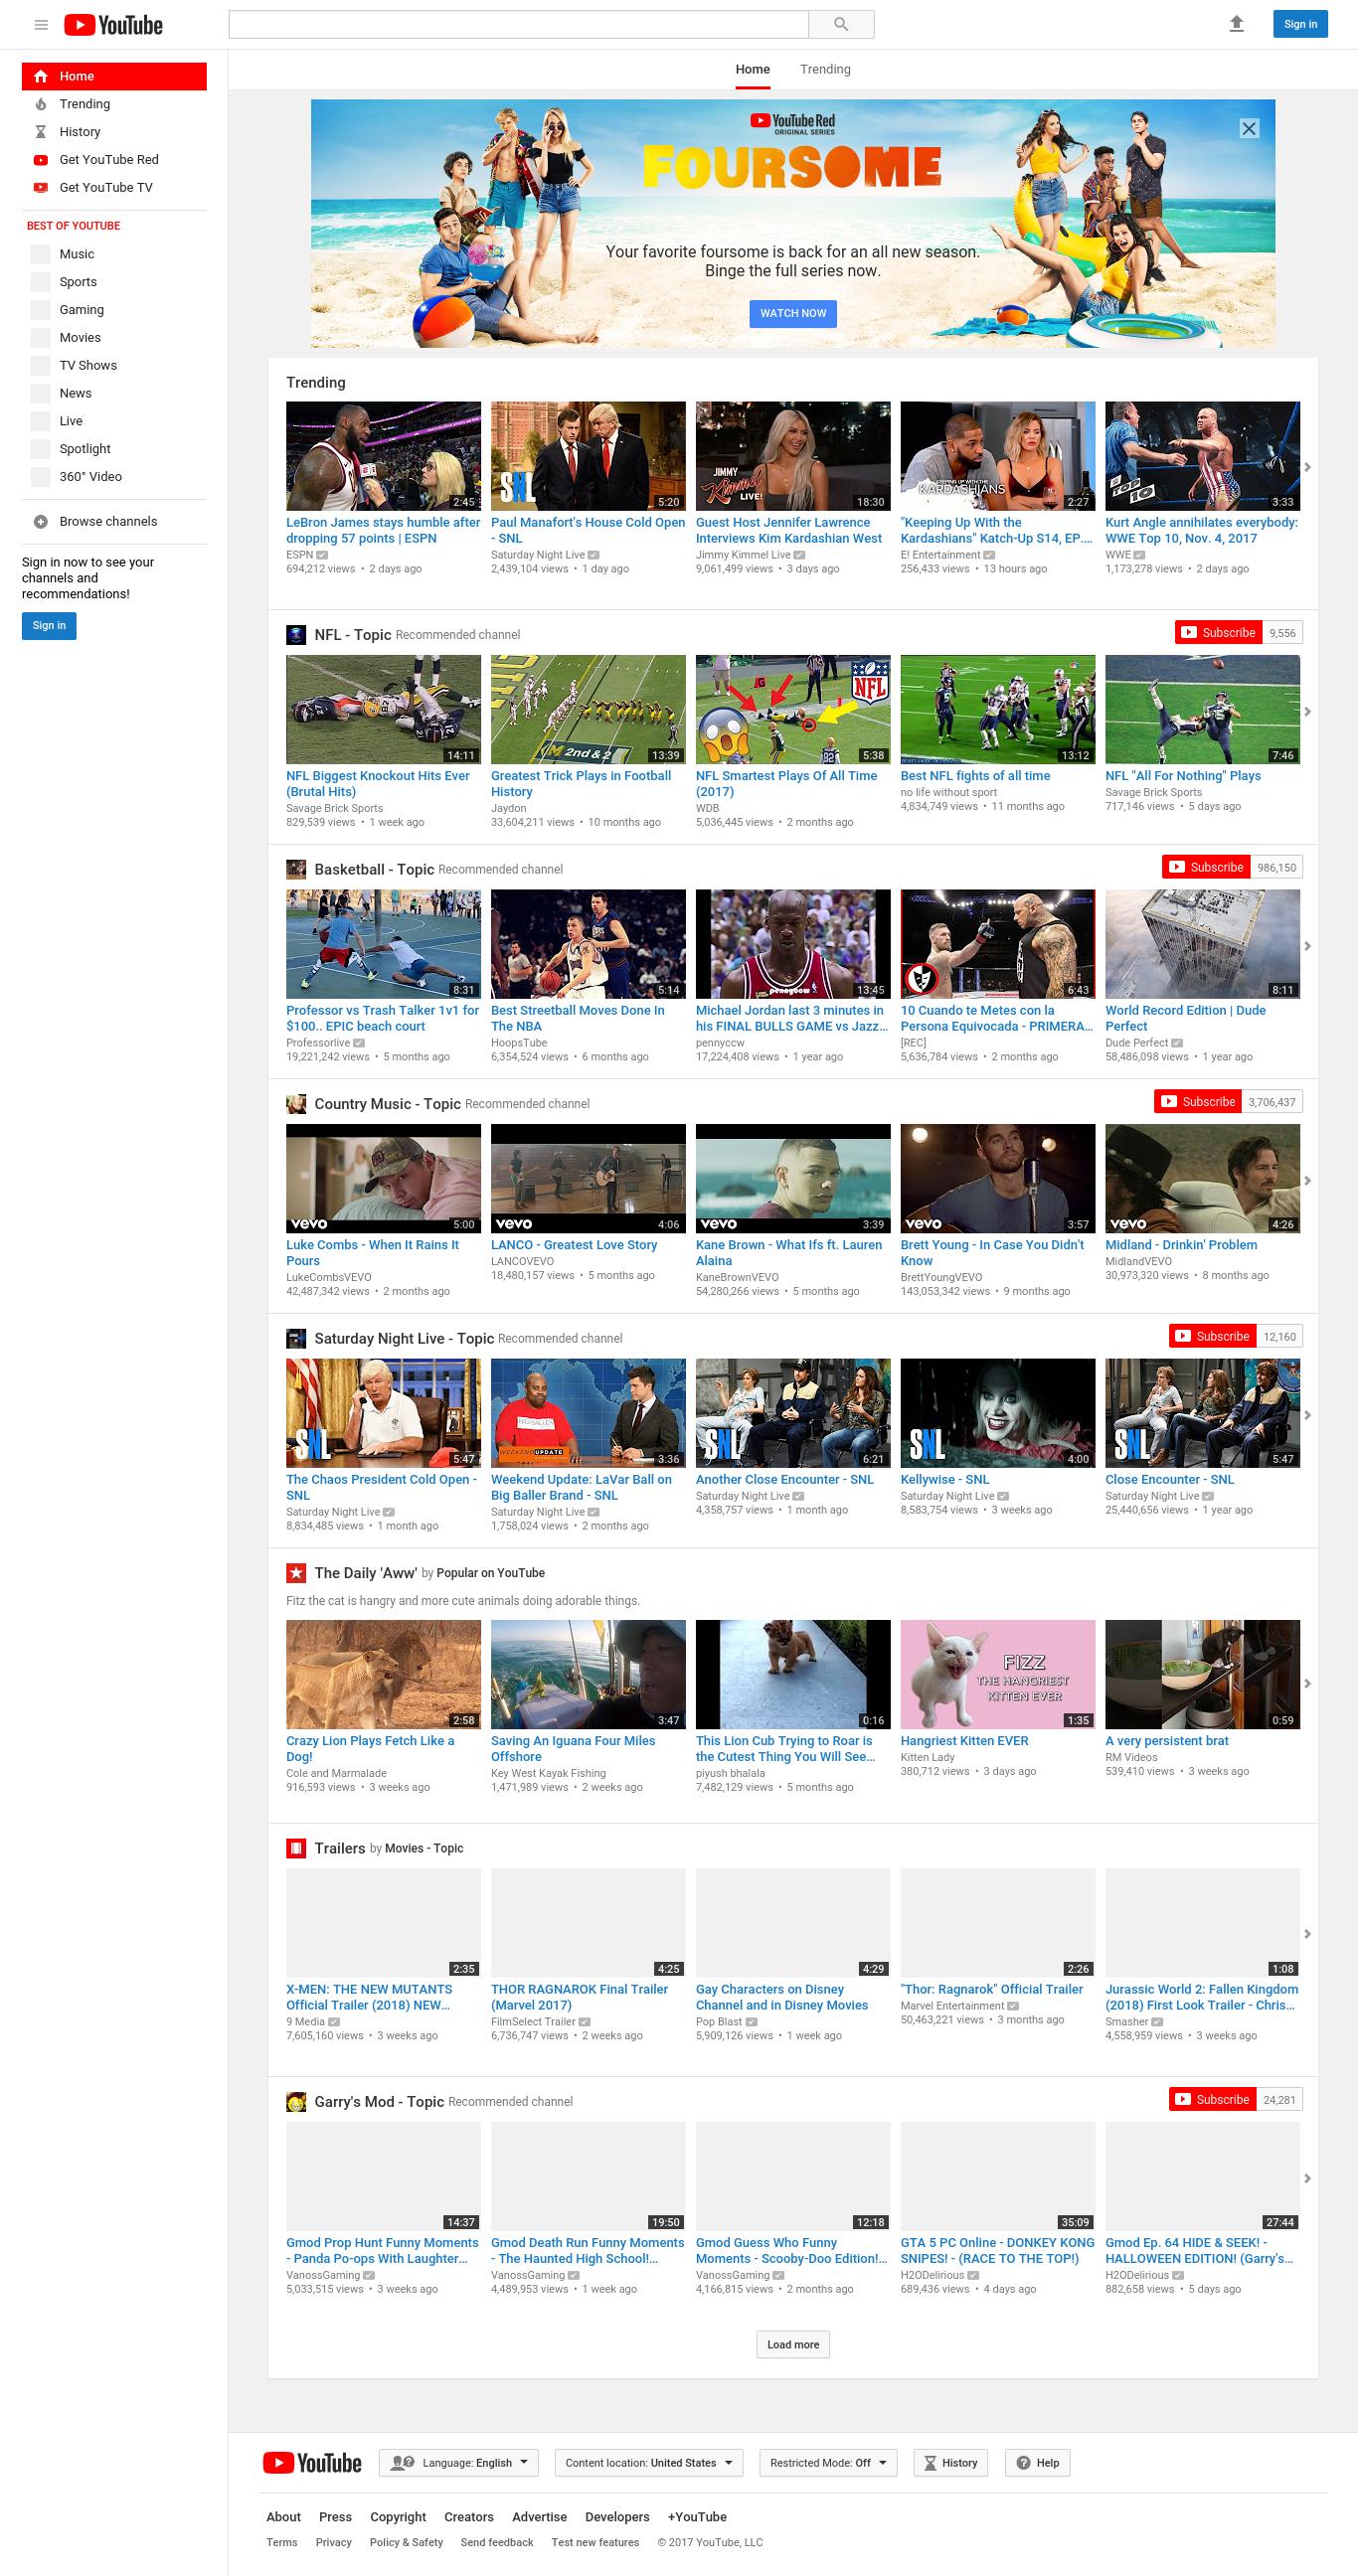 YouTube
Sign in
Home
Trending
History
Get YouTube Red
Get YouTube TV
BEST OF YOUTUBE
Music
Sports
Gaming
Movies
TV Shows
News
Live
Spotlight
360° Video
Browse channels
Sign in now to see your
channels and
recommendations!
Sign in
Home Trending
YouTube Red
ORIGINAL SERIES
FOURSOME
Your favorite foursome is back for an all new season.
Binge the full series now.
WATCH NOW
Trending
2:45
LeBron James stays humble after
dropping 57 points | ESPN
ESPN
694,212 views • 2 days ago
SNL
5:20
Paul Manafort's House Cold Open
- SNL
Saturday Night Live
2,439,104 views • 1 day ago
JIMMY
Kimmel
LIVE!
18:30
Guest Host Jennifer Lawrence
Interviews Kim Kardashian West
Jimmy Kimmel Live
9,061,499 views • 3 days ago
KEEPING UP WITH THE
KARDASHIANS
2:27
"Keeping Up With the
Kardashians" Katch-Up S14, EP....
E! Entertainment
256,433 views • 13 hours ago
TOP
10
3:33
Kurt Angle annihilates everybody:
WWE Top 10, Nov. 4, 2017
WWE
1,173,278 views • 2 days ago
NFL - Topic Recommended channel
Subscribe 9,556
14:11
NFL Biggest Knockout Hits Ever
(Brutal Hits)
Savage Brick Sports
829,539 views • 1 week ago
2nd & 2
13:39
Greatest Trick Plays in Football
History
Jaydon
33,604,211 views • 10 months ago
NFL
5:38
NFL Smartest Plays Of All Time
(2017)
WDB
5,036,445 views • 2 months ago
13:12
Best NFL fights of all time
no life without sport
4,834,749 views • 11 months ago
7:46
NFL "All For Nothing" Plays
Savage Brick Sports
717,146 views • 5 days ago
Basketball - Topic Recommended channel
Subscribe 986,150
8:31
Professor vs Trash Talker 1v1 for
$100.. EPIC beach court
Professorlive
19,221,242 views • 5 months ago
5:14
Best Streetball Moves Done In
The NBA
HoopsTube
6,354,524 views • 6 months ago
pennyccw
13:45
Michael Jordan last 3 minutes in
his FINAL BULLS GAME vs Jazz...
pennyccw
17,224,408 views • 1 year ago
6:43
10 Cuando te Metes con la
Persona Equivocada - PRIMERA...
[REC]
5,636,784 views • 2 months ago
8:11
World Record Edition | Dude
Perfect
Dude Perfect
58,486,098 views • 1 year ago
Country Music - Topic Recommended channel
Subscribe 3,706,437
vevo
5:00
Luke Combs - When It Rains It
Pours
LukeCombsVEVO
42,487,342 views • 2 months ago
vevo
4:06
LANCO - Greatest Love Story
LANCOVEVO
18,480,157 views • 5 months ago
vevo
3:39
Kane Brown - What Ifs ft. Lauren
Alaina
KaneBrownVEVO
54,280,266 views • 5 months ago
vevo
3:57
Brett Young - In Case You Didn't
Know
BrettYoungVEVO
143,053,342 views • 9 months ago
vevo
4:26
Midland - Drinkin' Problem
MidlandVEVO
30,973,320 views • 8 months ago
Saturday Night Live - Topic Recommended channel
Subscribe 12,160
SNL
5:47
The Chaos President Cold Open -
SNL
Saturday Night Live
8,834,485 views • 1 month ago
WEEKEND UPDATE
3:36
Weekend Update: LaVar Ball on
Big Baller Brand - SNL
Saturday Night Live
1,758,024 views • 2 months ago
SNL
6:21
Another Close Encounter - SNL
Saturday Night Live
4,358,757 views • 1 month ago
SNL
4:00
Kellywise - SNL
Saturday Night Live
8,583,754 views • 3 weeks ago
SNL
5:47
Close Encounter - SNL
Saturday Night Live
25,440,656 views • 1 year ago
The Daily 'Aww' by Popular on YouTube
Fitz the cat is hangry and more cute animals doing adorable things.
2:58
Crazy Lion Plays Fetch Like a
Dog!
Cole and Marmalade
916,593 views • 3 weeks ago
3:47
Saving An Iguana Four Miles
Offshore
Key West Kayak Fishing
1,471,989 views • 2 weeks ago
0:16
This Lion Cub Trying to Roar is
the Cutest Thing You Will See...
piyush bhalala
7,482,129 views • 5 months ago
FIZZ
THE HANGRIEST
KITTEN EVER
1:35
Hangriest Kitten EVER
Kitten Lady
380,712 views • 3 days ago
0:59
A very persistent brat
RM Videos
539,410 views • 3 weeks ago
Trailers by Movies - Topic
2:35
X-MEN: THE NEW MUTANTS
Official Trailer (2018) NEW...
9 Media
7,605,160 views • 3 weeks ago
4:25
THOR RAGNAROK Final Trailer
(Marvel 2017)
FilmSelect Trailer
6,736,747 views • 2 weeks ago
4:29
Gay Characters on Disney
Channel and in Disney Movies
Pop Blast
5,909,126 views • 1 week ago
2:26
"Thor: Ragnarok" Official Trailer
Marvel Entertainment
50,463,221 views • 3 months ago
1:08
Jurassic World 2: Fallen Kingdom
(2018) First Look Trailer - Chris...
Smasher
4,558,959 views • 3 weeks ago
Garry's Mod - Topic Recommended channel
Subscribe 24,281
14:37
Gmod Prop Hunt Funny Moments
- Panda Po-ops With Laughter...
VanossGaming
5,033,515 views • 3 weeks ago
19:50
Gmod Death Run Funny Moments
- The Haunted High School!...
VanossGaming
4,489,953 views • 1 week ago
12:18
Gmod Guess Who Funny
Moments - Scooby-Doo Edition!...
VanossGaming
4,166,815 views • 2 months ago
35:09
GTA 5 PC Online - DONKEY KONG
SNIPES! - (RACE TO THE TOP!)
H2ODelirious
689,436 views • 4 days ago
27:44
Gmod Ep. 64 HIDE & SEEK! -
HALLOWEEN EDITION! (Garry's...
H2ODelirious
882,658 views • 5 days ago
Load more
YouTube Language: English Content location: United States Restricted Mode: Off History Help
About Press Copyright Creators Advertise Developers +YouTube
Terms Privacy Policy & Safety Send feedback Test new features © 2017 YouTube, LLC